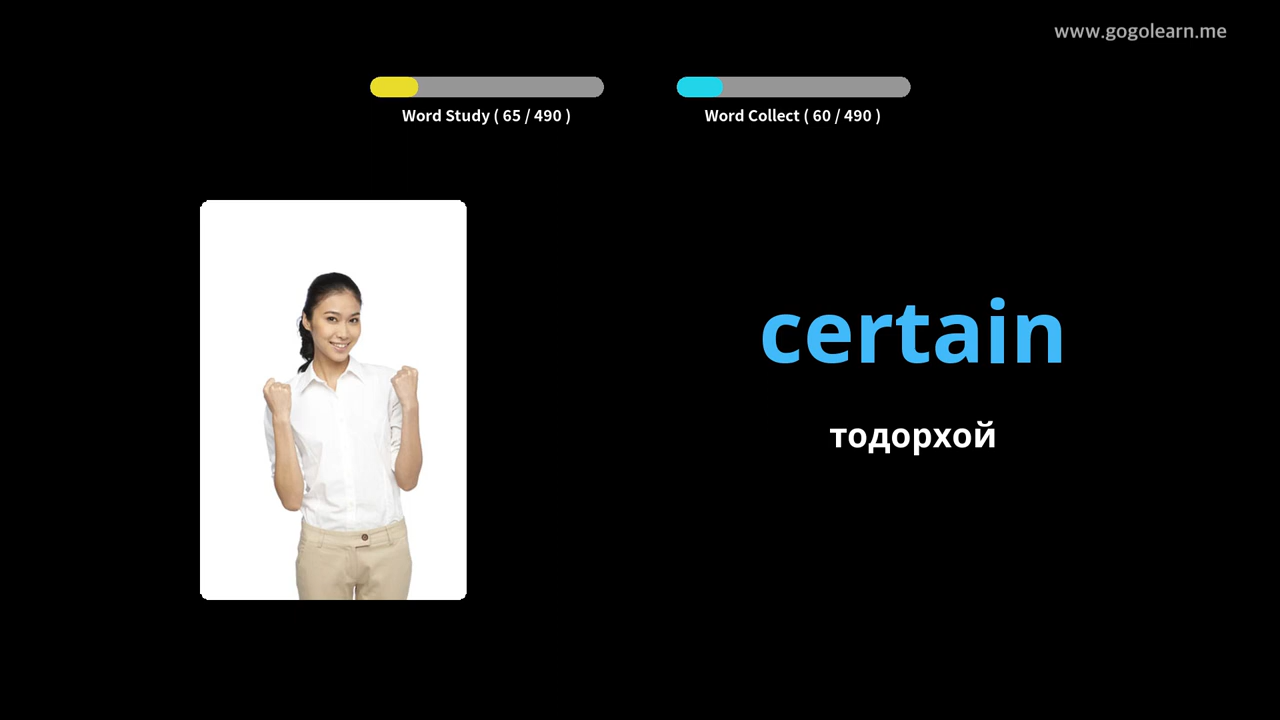 www.gogolearn.me
Word Study ( 65 / 490 )
Word Collect ( 60 / 490 )
certain
тодорхой